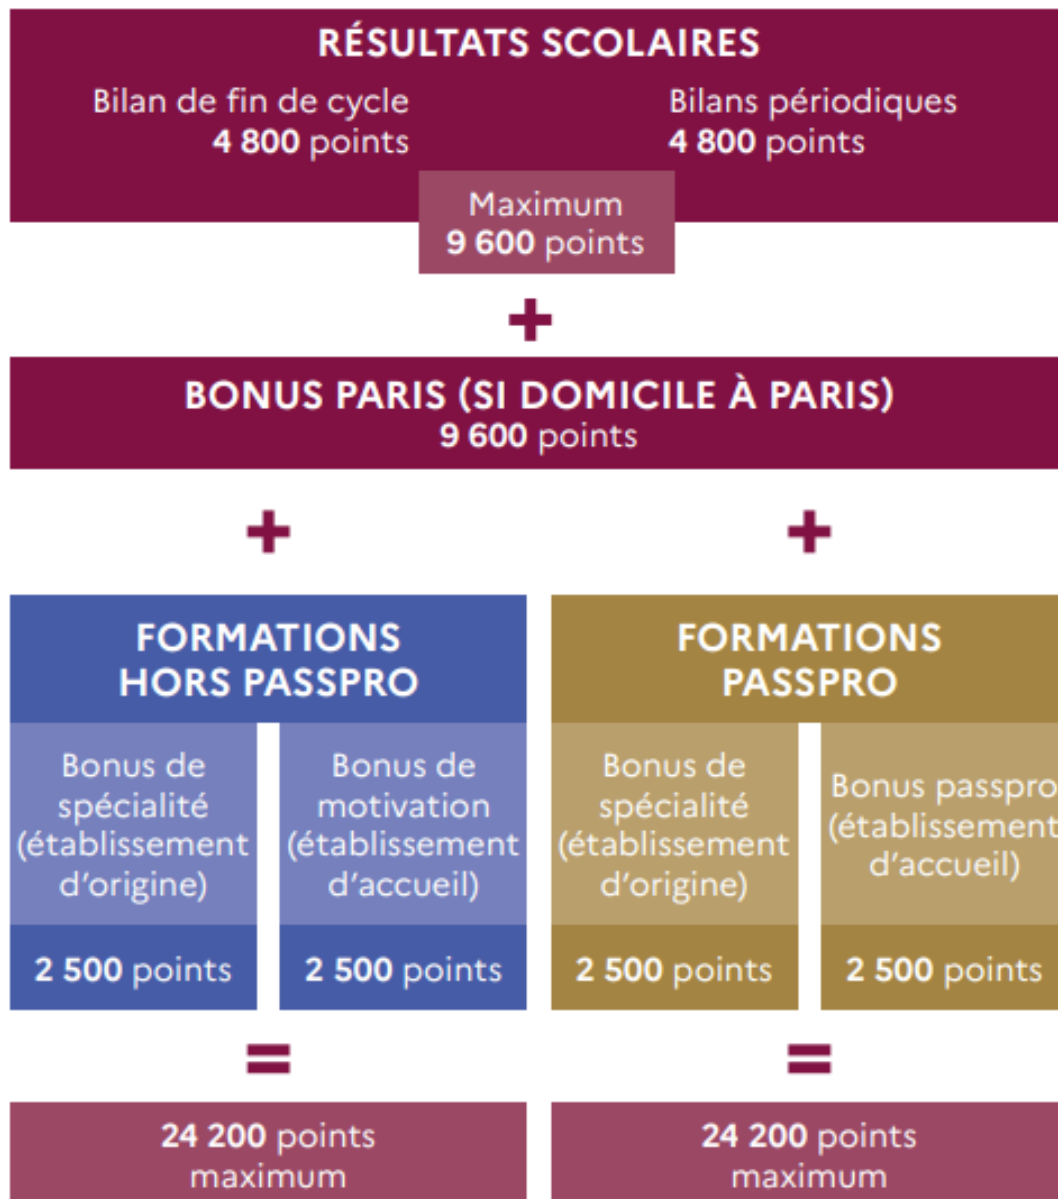 RÉSULTATS SCOLAIRES
Bilan de fin de cycle
4 800 points
Bilans périodiques
4 800 points
Maximum
9 600 points
+
BONUS PARIS (SI DOMICILE À PARIS)
9 600 points
+
+
FORMATIONS
HORS PASSPRO
Bonus de
spécialité
(établissement
d'origine)
2 500 points
Bonus de
motivation
(établissement
d'accueil)
2 500 points
=
24 200 points
maximum
FORMATIONS
PASSPRO
Bonus de
spécialité
(établissement
d'origine)
2 500 points
Bonus passpro
(établissement
d'accueil)
2 500 points
=
24 200 points
maximum